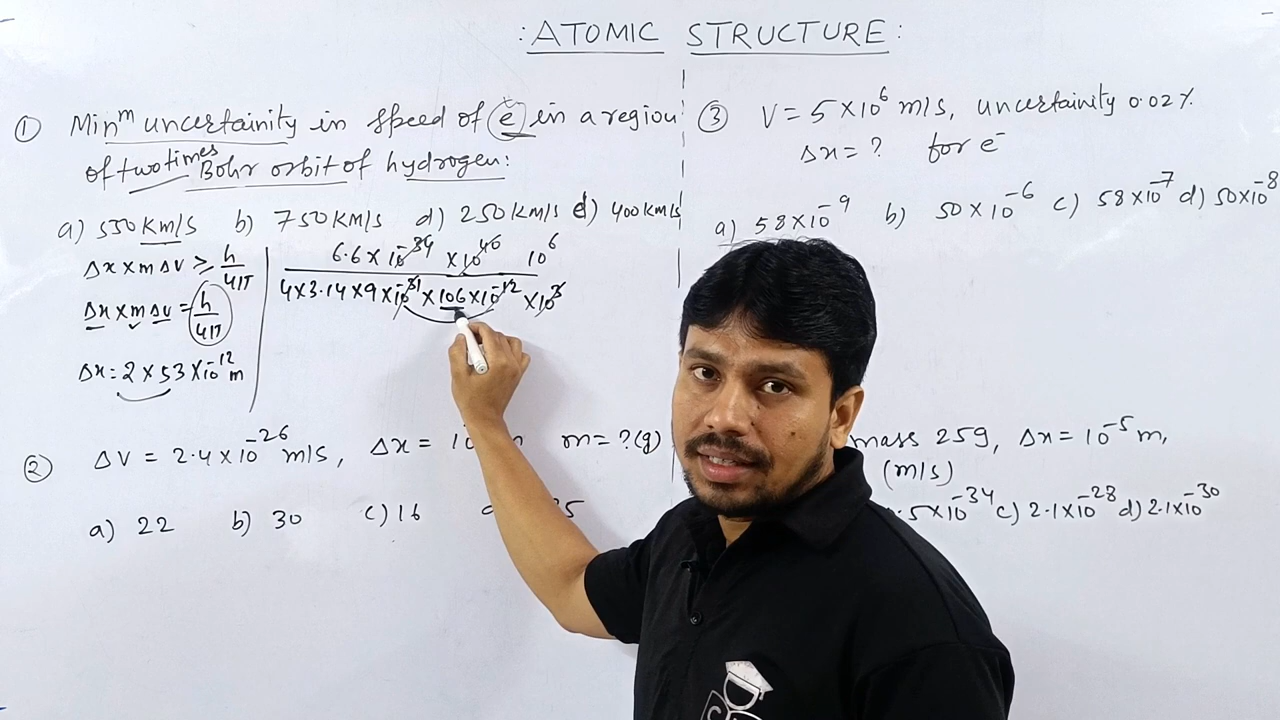 : ATOMIC STRUCTURE :
① Minᵐ uncertainity in speed of e⁻ in a region
of two times Bohr orbit of hydrogen:
a) 550 km/s b) 750 km/s d) 250 km/s d) 400 km/s
Δx × m Δv ≥ h/4π
Δx × m Δv = h/4π
Δx = 2 × 53 × 10⁻¹² m
6.6 × 10⁻³⁴ × 10⁴⁰ 10⁶
4 × 3.14 × 9 × 10⁻³¹ × 106 × 10⁻¹² × 10³
② Δv = 2.4 × 10⁻²⁶ m/s, Δx = m = ?(g)
a) 22 b) 30 c) 16
③ V = 5 × 10⁶ m/s, uncertainity 0.02%
Δx = ? for e⁻
a) 58 × 10⁻⁹ b) 50 × 10⁻⁶ c) 58 × 10⁻⁷ d) 50 × 10⁻⁸
mass 25g, Δx = 10⁻⁵ m,
(m/s)
.5 × 10⁻³⁴ c) 2.1 × 10⁻²⁸ d) 2.1 × 10⁻³⁰